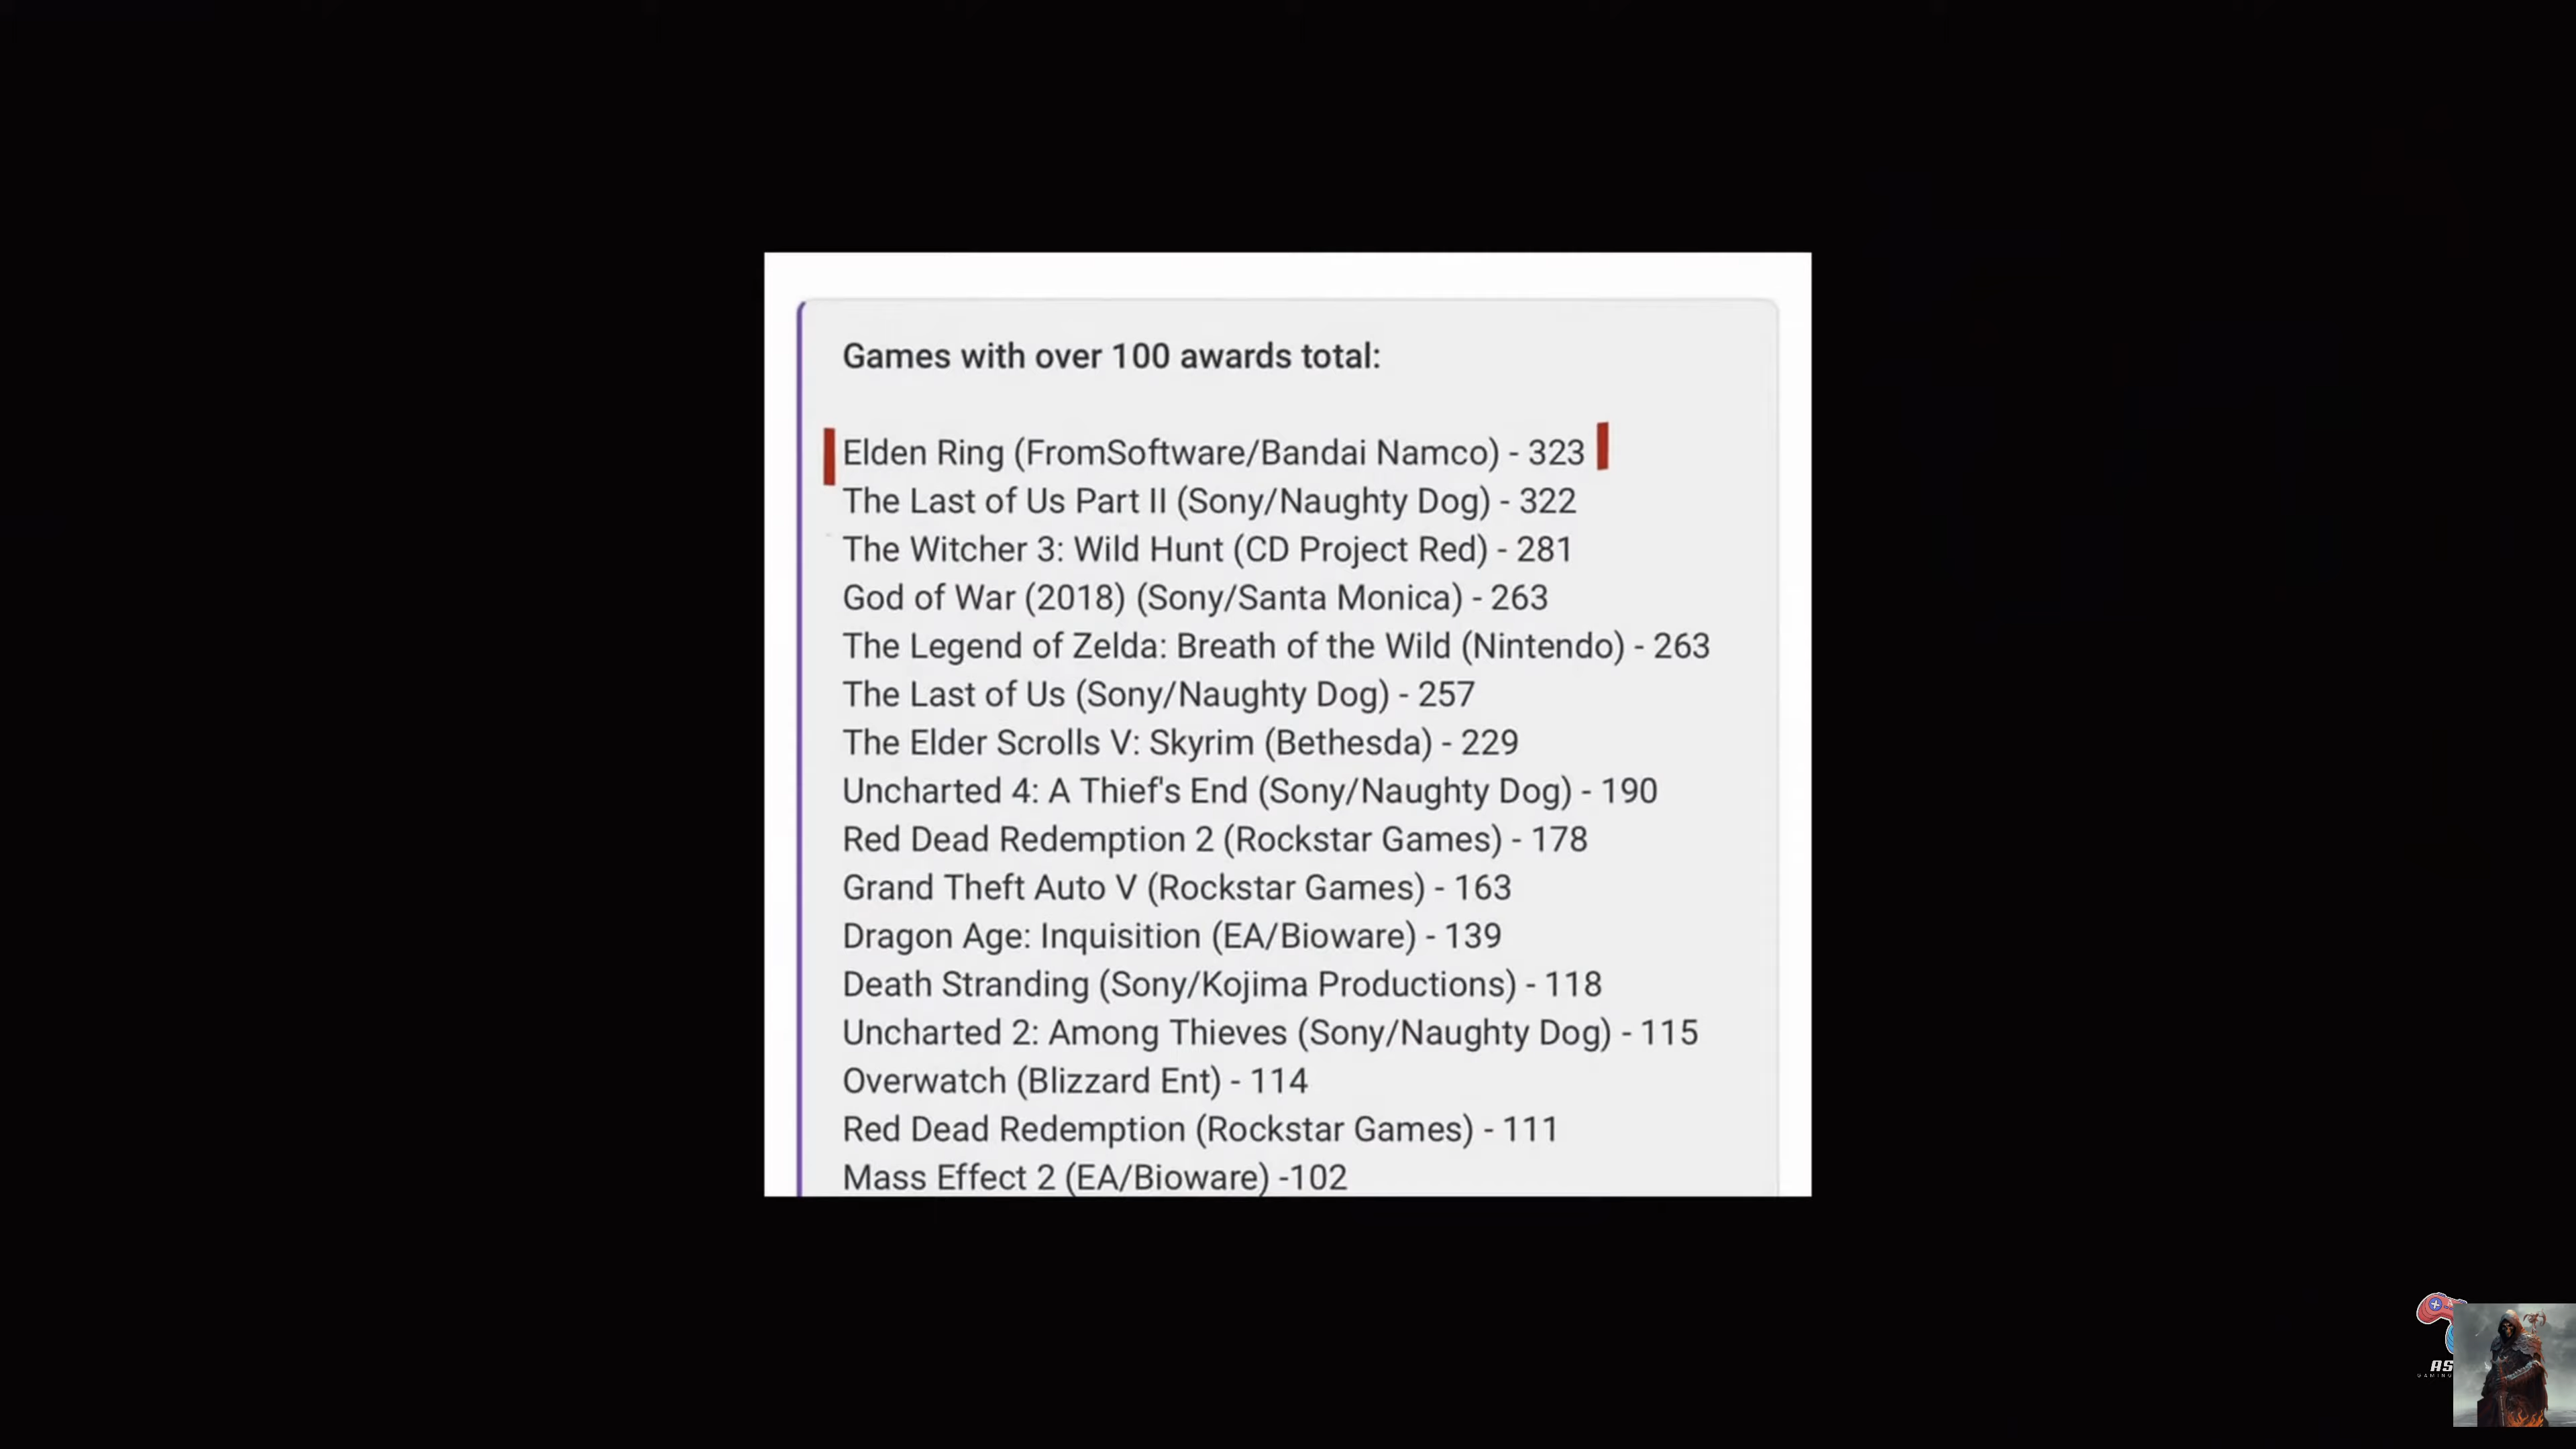 Games with over 100 awards total:
Elden Ring (FromSoftware/Bandai Namco) - 323
The Last of Us Part II (Sony/Naughty Dog) - 322
The Witcher 3: Wild Hunt (CD Project Red) - 281
God of War (2018) (Sony/Santa Monica) - 263
The Legend of Zelda: Breath of the Wild (Nintendo) - 263
The Last of Us (Sony/Naughty Dog) - 257
The Elder Scrolls V: Skyrim (Bethesda) - 229
Uncharted 4: A Thief's End (Sony/Naughty Dog) - 190
Red Dead Redemption 2 (Rockstar Games) - 178
Grand Theft Auto V (Rockstar Games) - 163
Dragon Age: Inquisition (EA/Bioware) - 139
Death Stranding (Sony/Kojima Productions) - 118
Uncharted 2: Among Thieves (Sony/Naughty Dog) - 115
Overwatch (Blizzard Ent) - 114
Red Dead Redemption (Rockstar Games) - 111
Mass Effect 2 (EA/Bioware) -102
AS
GAMING